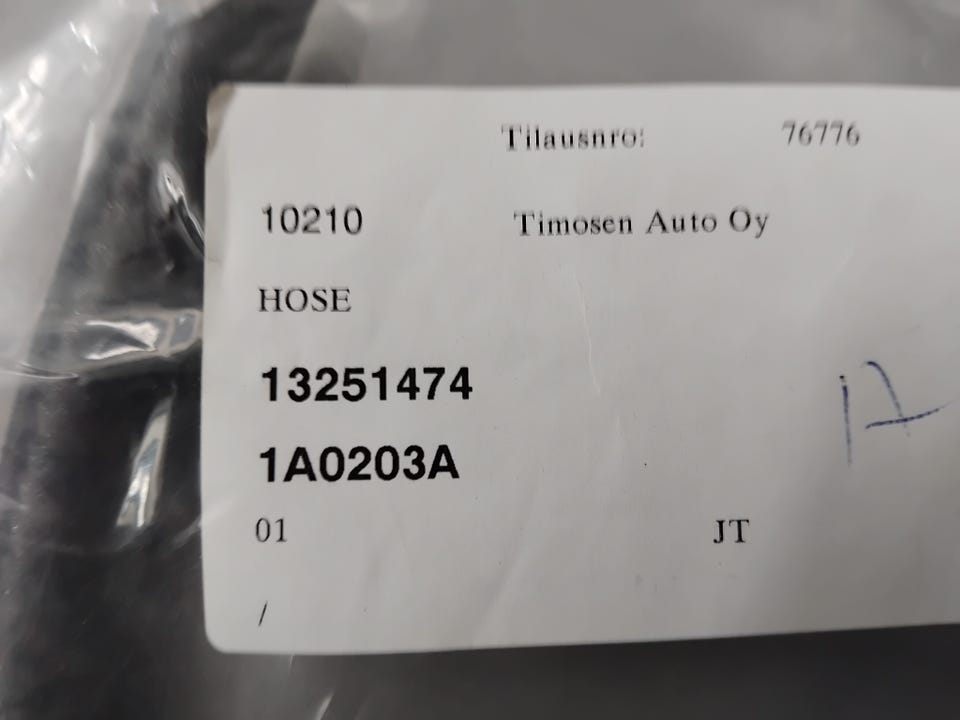 Tilausnro: 76776
10210 Timosen Auto Oy
HOSE
13251474
1A0203A
01 JT
/